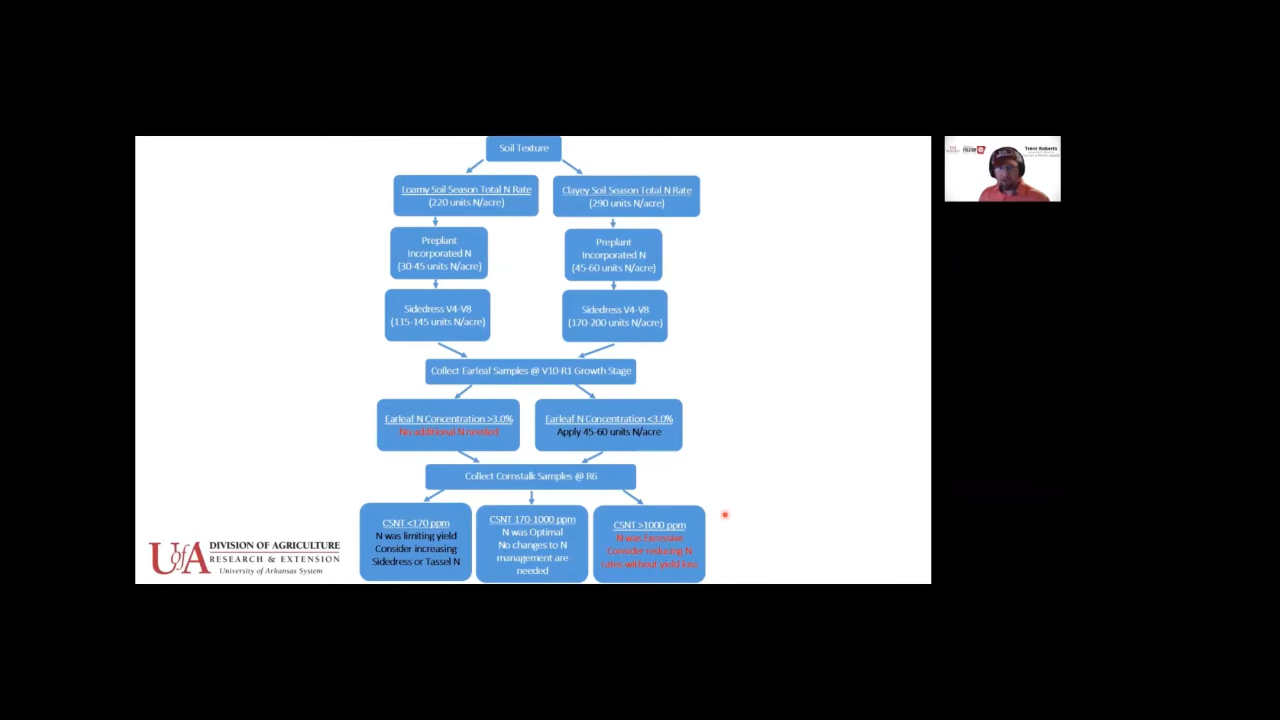 Soil Texture
Loamy Soil Season Total N Rate
(220 units N/acre)
Clayey Soil Season Total N Rate
(290 units N/acre)
Preplant
Incorporated N
(30-45 units N/acre)
Preplant
Incorporated N
(45-60 units N/acre)
Sidedress V4-V8
(115-145 units N/acre)
Sidedress V4-V8
(170-200 units N/acre)
Collect Earleaf Samples @ V10-R1 Growth Stage
Earleaf N Concentration >3.0%
No additional N needed
Earleaf N Concentration <3.0%
Apply 45-60 units N/acre
Collect Cornstalk Samples @ R6
CSNT <170 ppm
N was limiting yield
Consider increasing
Sidedress or Tassel N
CSNT 170-1000 ppm
N was Optimal
No changes to N
management are
needed
CSNT >1000 ppm
N was Excessive
Consider reducing N
rates without yield loss
UofA
DIVISION OF AGRICULTURE
RESEARCH & EXTENSION
University of Arkansas System
Trent Roberts